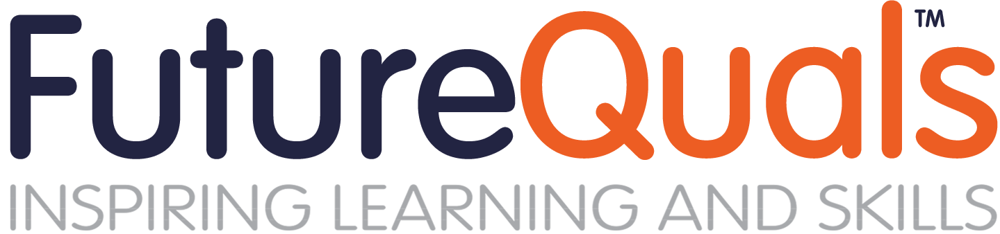 FutureQuals™
INSPIRING LEARNING AND SKILLS